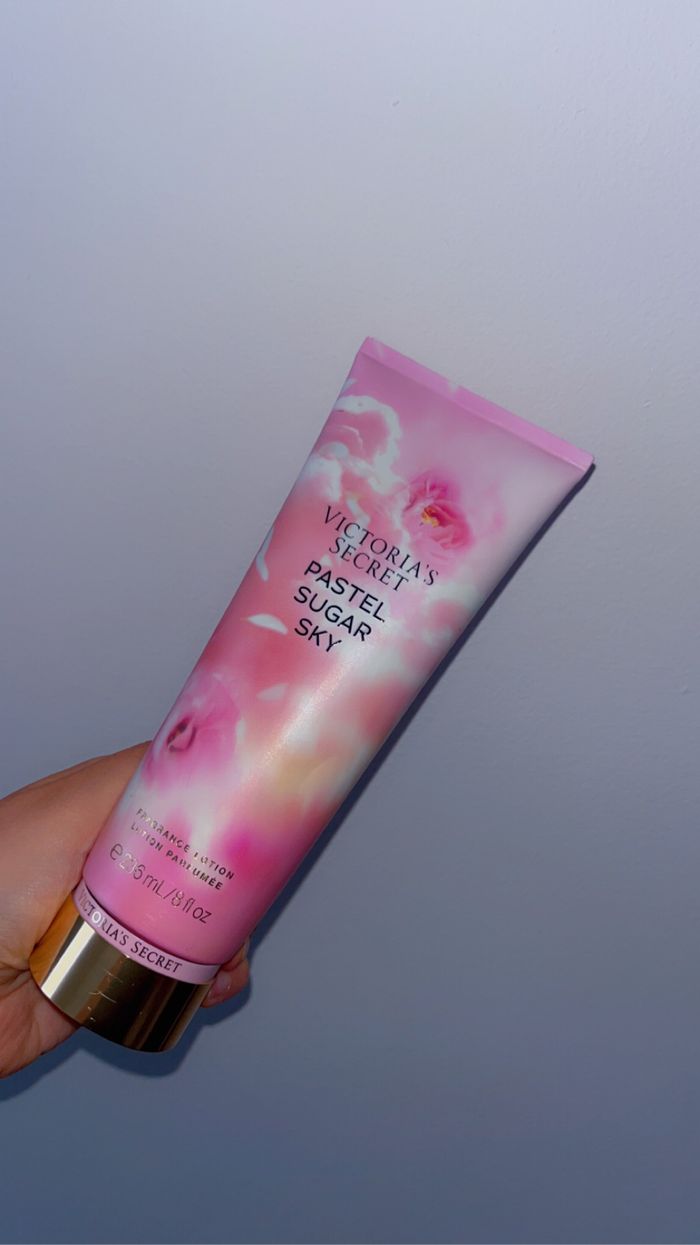 VICTORIA'S
SECRET
PASTEL
SUGAR
SKY
FRAGRANCE LOTION
LOTION PARFUMÉE
℮ 236 mL/8 fl oz
VICTORIA'S SECRET